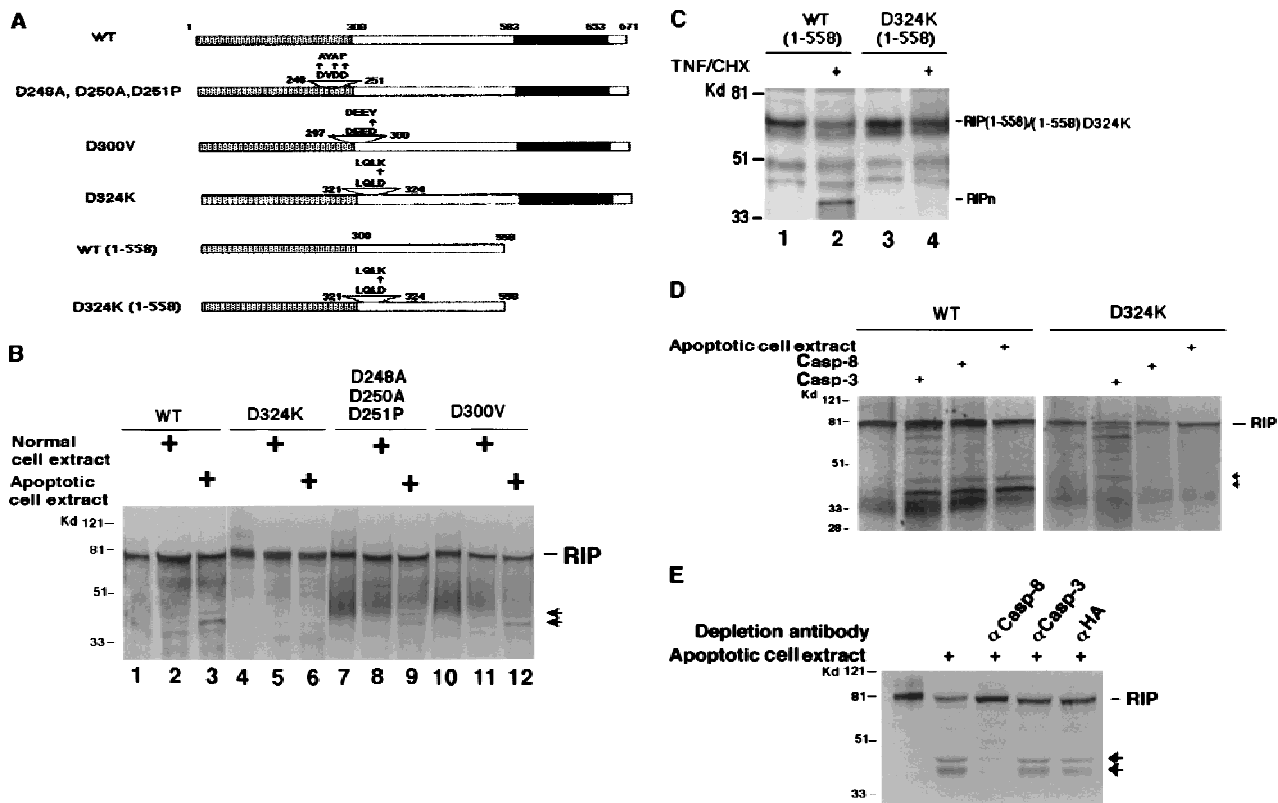 A
1 300 583 653 671
WT
AYAP
DVDD
248 251
D248A, D250A,D251P
DEEV
DEED
297 300
D300V
LQLK
LQLD
321 324
D324K
300 558
WT (1-558)
LQLK
LQLD
321 324 558
D324K (1-558)
B
D248A
D250A
D251P
WT D324K D300V
Normal cell extract + + + +
Apoptotic cell extract + + + +
Kd 121–
81 –
51–
33 –
– RIP
1 2 3 4 5 6 7 8 9 10 11 12
C
WT (1-558) D324K (1-558)
TNF/CHX + +
Kd 81 –
51 –
33 –
–RIP(1-558)/(1-558)D324K
–RIPn
1 2 3 4
D
WT D324K
Apoptotic cell extract + +
Casp-8 + +
Casp-3 + +
Kd
121–
81–
51–
33–
28–
— RIP
E
αCasp-8 αCasp-3 αHA
Depletion antibody
Apoptotic cell extract + + + +
Kd 121 –
81 –
51–
33 –
– RIP